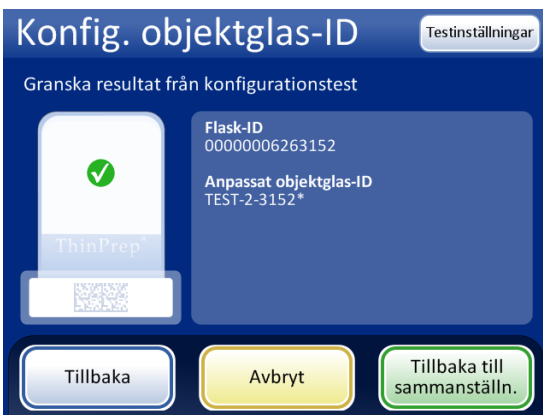 Konfig. objektglas-ID
Testinställningar
Granska resultat från konfigurationstest
Flask-ID
00000006263152
Anpassat objektglas-ID
TEST-2-3152*
ThinPrep®
Tillbaka
Avbryt
Tillbaka till
sammanställn.